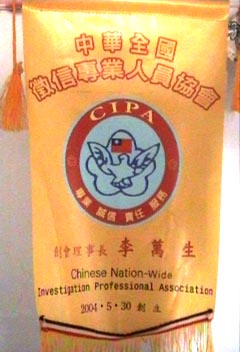 中華全國
徵信專業人員協會
CIPA
專業 誠信 責任 服務
創會理事長 李萬生
Chinese Nation-Wide
Investigation Professional Association
2004·5·30 創立